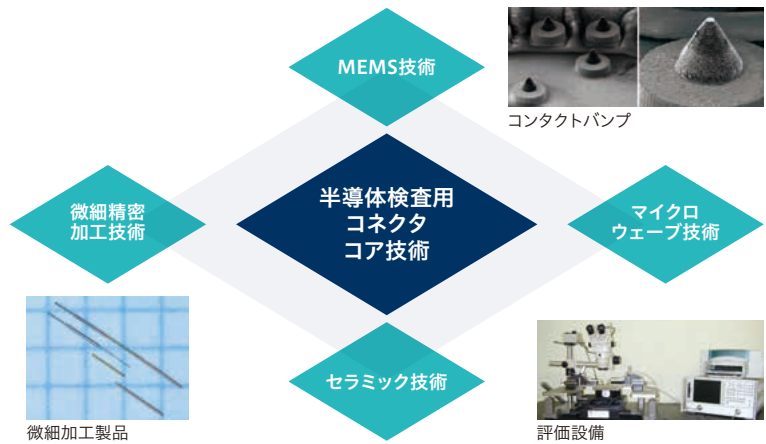 MEMS技術
コンタクトバンプ
微細精密
加工技術
半導体検査用
コネクタ
コア技術
マイクロ
ウェーブ技術
セラミック技術
微細加工製品
評価設備